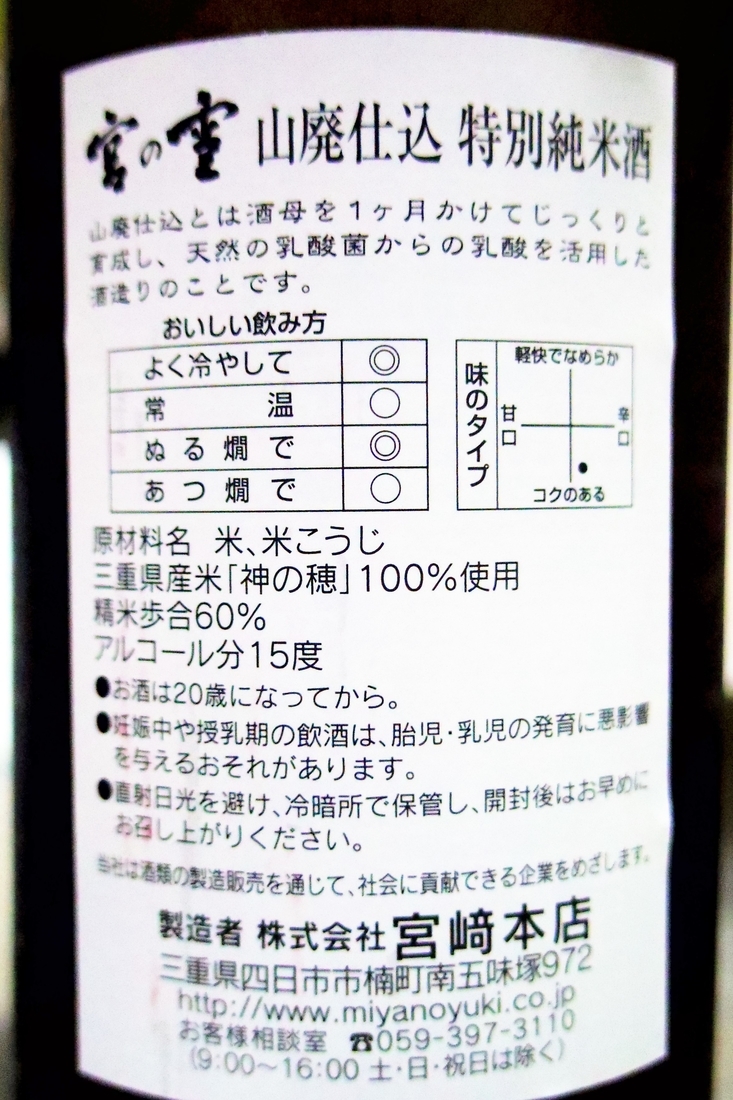 宮の雪 山廃仕込 特別純米酒
山廃仕込とは酒母を1ヶ月かけてじっくりと
育成し、天然の乳酸菌からの乳酸を活用した
酒造りのことです。
おいしい飲み方
よく冷やして ◎
常温 ○
ぬる燗で ◎
あつ燗で ○
味のタイプ
軽快でなめらか
甘口
辛口
コクのある
原材料名 米、米こうじ
三重県産米「神の穂」100%使用
精米歩合60%
アルコール分15度
●お酒は20歳になってから。
●妊娠中や授乳期の飲酒は、胎児・乳児の発育に悪影響
を与えるおそれがあります。
●直射日光を避け、冷暗所で保管し、開封後はお早めに
お召し上がりください。
当社は酒類の製造販売を通じて、社会に貢献できる企業をめざします。
製造者 株式会社 宮﨑本店
三重県四日市市楠町南五味塚972
http://www.miyanoyuki.co.jp
お客様相談室 ☎059-397-3110
(9:00〜16:00 土・日・祝日は除く)